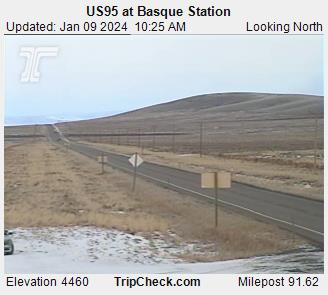 US95 at Basque Station
Updated: Jan 09 2024 10:25 AM Looking North
Elevation 4460 TripCheck.com Milepost 91.62